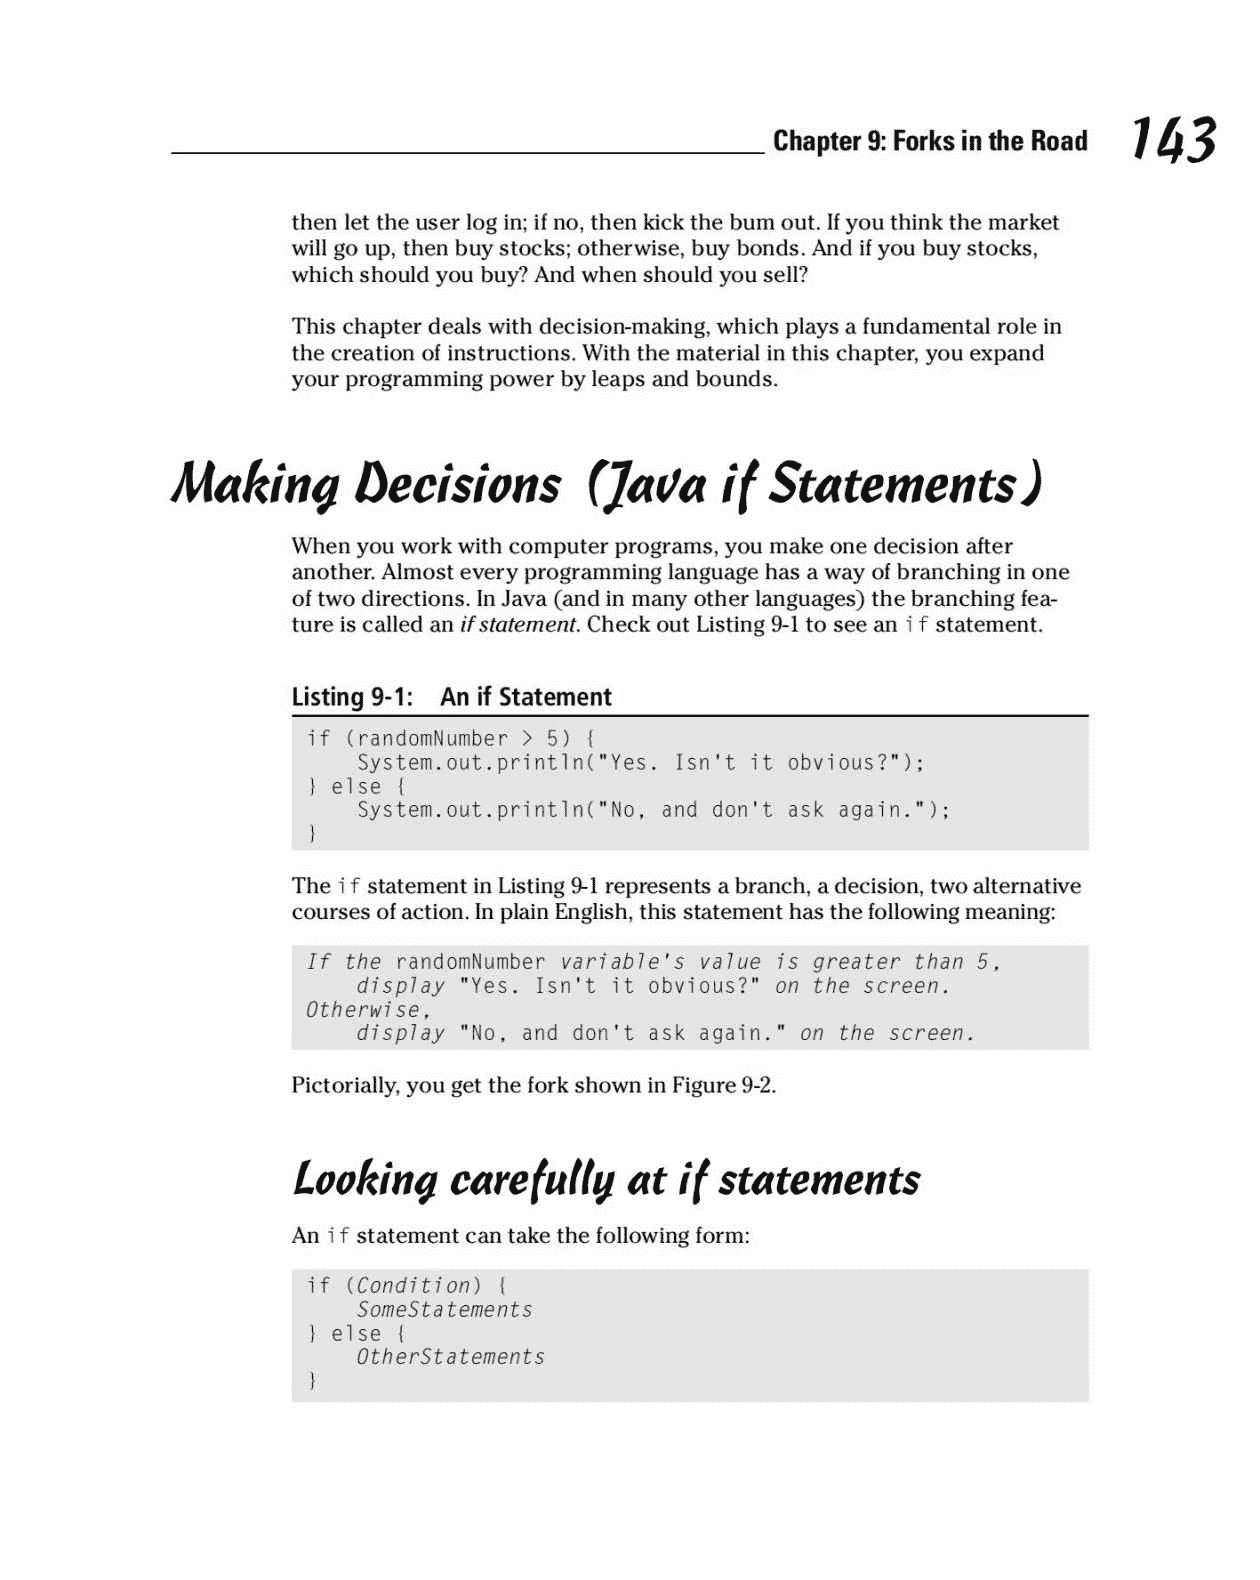 Chapter 9: Forks in the Road 143
then let the user log in; if no, then kick the bum out. If you think the market
will go up, then buy stocks; otherwise, buy bonds. And if you buy stocks,
which should you buy? And when should you sell?
This chapter deals with decision-making, which plays a fundamental role in
the creation of instructions. With the material in this chapter, you expand
your programming power by leaps and bounds.
Making Decisions (Java if Statements)
When you work with computer programs, you make one decision after
another. Almost every programming language has a way of branching in one
of two directions. In Java (and in many other languages) the branching fea-
ture is called an if statement. Check out Listing 9-1 to see an if statement.
Listing 9-1: An if Statement
if (randomNumber > 5) {
    System.out.println("Yes. Isn't it obvious?");
} else {
    System.out.println("No, and don't ask again.");
}
The if statement in Listing 9-1 represents a branch, a decision, two alternative
courses of action. In plain English, this statement has the following meaning:
If the randomNumber variable's value is greater than 5,
    display "Yes. Isn't it obvious?" on the screen.
Otherwise,
    display "No, and don't ask again." on the screen.
Pictorially, you get the fork shown in Figure 9-2.
Looking carefully at if statements
An if statement can take the following form:
if (Condition) {
    SomeStatements
} else {
    OtherStatements
}